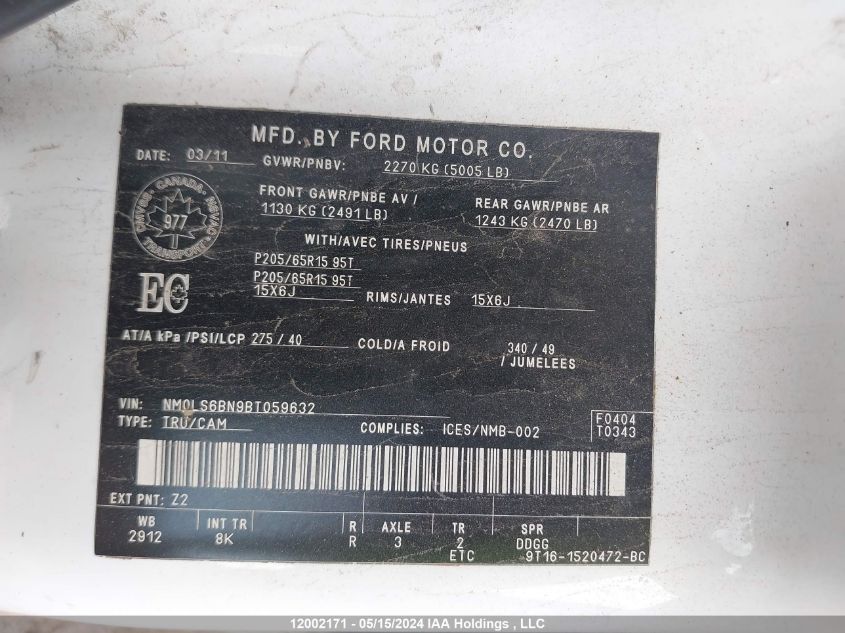 MFD. BY FORD MOTOR CO.
DATE: 03/11 GVWR/PNBV: 2270 KG (5005 LB)
FRONT GAWR/PNBE AV / REAR GAWR/PNBE AR
1130 KG (2491 LB) 1243 KG (2470 LB)
CANADA
977
TRANSPORT
WITH/AVEC TIRES/PNEUS
P205/65R15 95T
P205/65R15 95T
EC 15X6J RIMS/JANTES 15X6J
AT/A kPa /PSI/LCP 275 / 40 COLD/A FROID 340 / 49
/ JUMELEES
VIN: NM0LS6BN9BT059632
TYPE: TRU/CAM COMPLIES: ICES/NMB-002
F0404
T0343
EXT PNT: Z2
WB INT TR R AXLE TR SPR
2912 8K R 3 2 DDGG
ETC 9T16-1520472-BC
12002171 - 05/15/2024 IAA Holdings , LLC